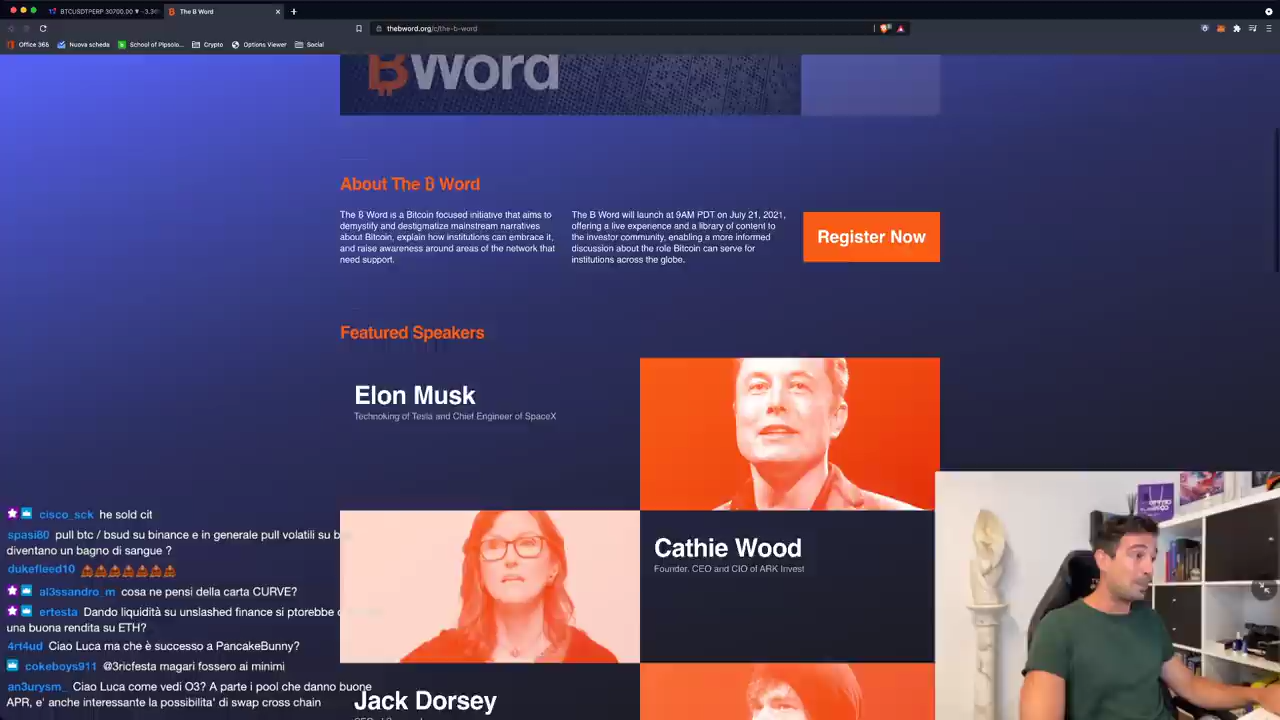 BTCUSDTPERP 30700.00 ▼ −3.36
The B Word
thebword.org/c/the-b-word
Office 365
Nuova scheda
School of Pipsolo...
Crypto
Options Viewer
Social
BWord
About The B Word
The B Word is a Bitcoin focused initiative that aims to
demystify and destigmatize mainstream narratives
about Bitcoin, explain how institutions can embrace it,
and raise awareness around areas of the network that
need support.
The B Word will launch at 9AM PDT on July 21, 2021,
offering a live experience and a library of content to
the investor community, enabling a more informed
discussion about the role Bitcoin can serve for
institutions across the globe.
Register Now
Featured Speakers
Elon Musk
Technoking of Tesla and Chief Engineer of SpaceX
Cathie Wood
Founder, CEO and CIO of ARK Invest
Jack Dorsey
cisco_sck he sold cit
spasi80 pull btc / bsud su binance e in generale pull volatili su b
diventano un bagno di sangue ?
dukefleed10
al3ssandro_m cosa ne pensi della carta CURVE?
ertesta Dando liquidità su unslashed finance si ptorebbe
una buona rendita su ETH?
4rt4ud Ciao Luca ma che è successo a PancakeBunny?
cokeboys911 @3ricfesta magari fossero ai minimi
an3urysm_ Ciao Luca come vedi O3? A parte i pool che danno buone
APR, e' anche interessante la possibilita' di swap cross chain